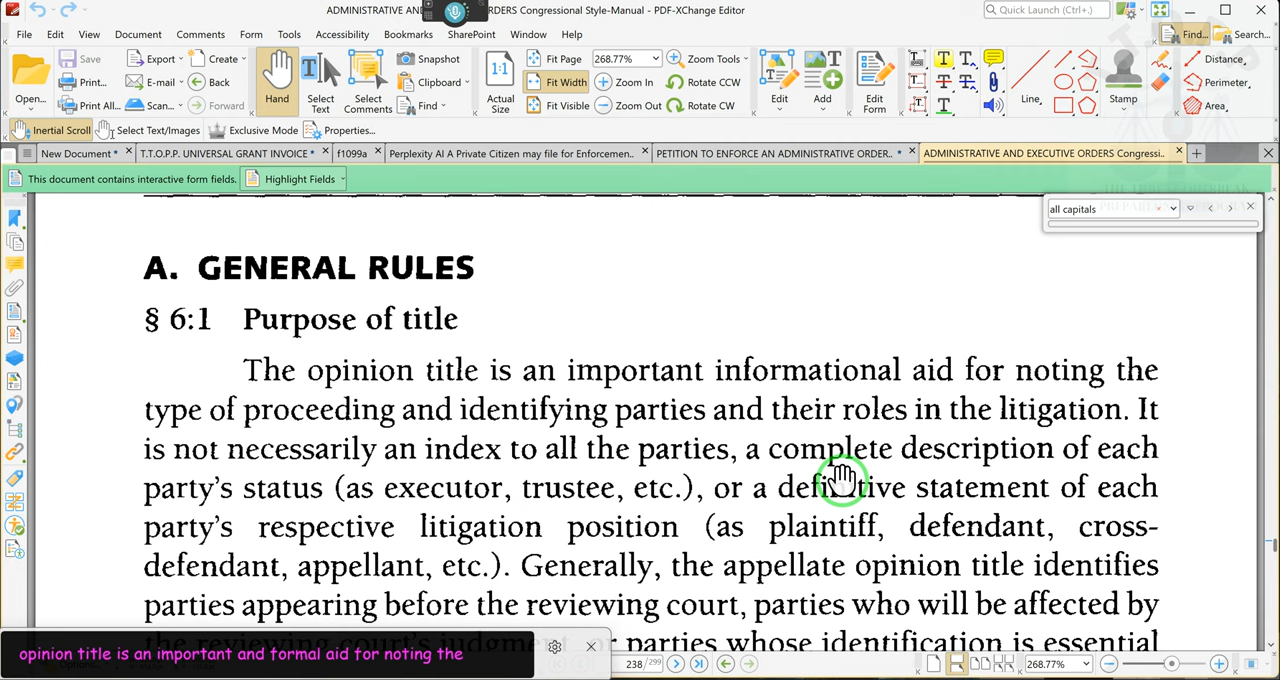 ADMINISTRATIVE AN ORDERS Congressional Style-Manual - PDF-XChange Editor
Quick Launch (Ctrl+.)
File Edit View Document Comments Forms Tools Accessibility Bookmarks SharePoint Window Help
Find... Search...
Open... Save Print... Print All... Export E-mail Scan... Create Back Forward
Hand Select Text Select Comments Snapshot Clipboard Find
Actual Size Fit Page Fit Width Fit Visible 268.77% Zoom In Zoom Out Zoom Tools Rotate CCW Rotate CW
Edit Add Edit Form Line Stamp Distance Perimeter Area
Inertial Scroll Select Text/Images Exclusive Mode Properties...
New Document * T.T.O.P.P. UNIVERSAL GRANT INVOICE * f1099a Perplexity AI A Private Citizen may file for Enforcemen.. PETITION TO ENFORCE AN ADMINISTRATIVE ORDER.. * ADMINISTRATIVE AND EXECUTIVE ORDERS Congressi..
This document contains interactive form fields. Highlight Fields
all capitals
A. GENERAL RULES
§ 6:1 Purpose of title
The opinion title is an important informational aid for noting the
type of proceeding and identifying parties and their roles in the litigation. It
is not necessarily an index to all the parties, a complete description of each
party's status (as executor, trustee, etc.), or a definitive statement of each
party's respective litigation position (as plaintiff, defendant, cross-
defendant, appellant, etc.). Generally, the appellate opinion title identifies
parties appearing before the reviewing court, parties who will be affected by
the reviewing court's judgment, or parties whose identification is essential
opinion title is an important and formal aid for noting the
238 /299
268.77%